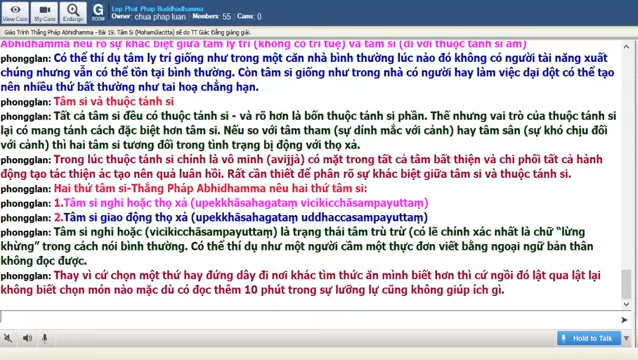 View Cam
My Cam
Enlarge
G
ROOM
Lop Phat Phap Buddhadhamma
Owner: chua phap luan - Members: 55 - Cams: 0
Giáo Trình Thắng Pháp Abhidhamma - Bài 19. Tâm Si (Mohamūlacitta) sẽ do TT Giác Đẳng giảng giải.
Abhidhamma nêu rõ sự khác biệt giữa tâm ly trí (không có trí tuệ) và tâm si (đi với thuộc tánh si ám)
phongglan: Có thể thí dụ tâm ly trí giống như trong một căn nhà bình thường lúc nào đó không có người tài năng xuất
chúng nhưng vẫn có thể tồn tại bình thường. Còn tâm si giống như trong nhà có người hay làm việc dại dột có thể tạo
nên nhiều thứ bất thường như tai hoạ chẳng hạn.
phongglan: Tâm si và thuộc tánh si
phongglan: Tất cả tâm si đều có thuộc tánh si - và rõ hơn là bốn thuộc tánh si phần. Thế nhưng vai trò của thuộc tánh si
lại có mang tánh cách đặc biệt hơn tâm si. Nếu so với tâm tham (sự dính mắc với cảnh) hay tâm sân (sự khó chịu đối
với cảnh) thì hai tâm si tương đối trong tình trạng bị động với thọ xả.
phongglan: Trong lúc thuộc tánh si chính là vô minh (avijjà) có mặt trong tất cả tâm bất thiện và chi phối tất cả hành
động tạo tác thiện ác tạo nên quả luân hồi. Rất cần thiết để phân rõ sự khác biệt giữa tâm si và thuộc tánh si.
phongglan: Hai thứ tâm si-Thắng Pháp Abhidhamma nêu hai thứ tâm si:
phongglan: 1.Tâm si nghi hoặc thọ xả (upekkhāsahagataṃ vicikicchāsampayuttaṃ)
phongglan: 2.Tâm si giao động thọ xả (upekkhāsahagataṃ uddhaccasampayuttaṃ)
phongglan: Tâm si nghi hoặc (vicikicchāsampayuttaṃ) là trạng thái tâm trù trừ (có lẽ chính xác nhất là chữ "lừng
khừng" trong cách nói bình thường. Có thể thí dụ như một người cầm một thực đơn viết bằng ngoại ngữ bản thân
không đọc được.
phongglan: Thay vì cứ chọn một thứ hay đứng dậy đi nơi khác tìm thức ăn mình biết hơn thì cứ ngồi đó lật qua lật lại
không biết chọn món nào mặc dù có đọc thêm 10 phút trong sự lưỡng lự cũng không giúp ích gì.
Hold to Talk